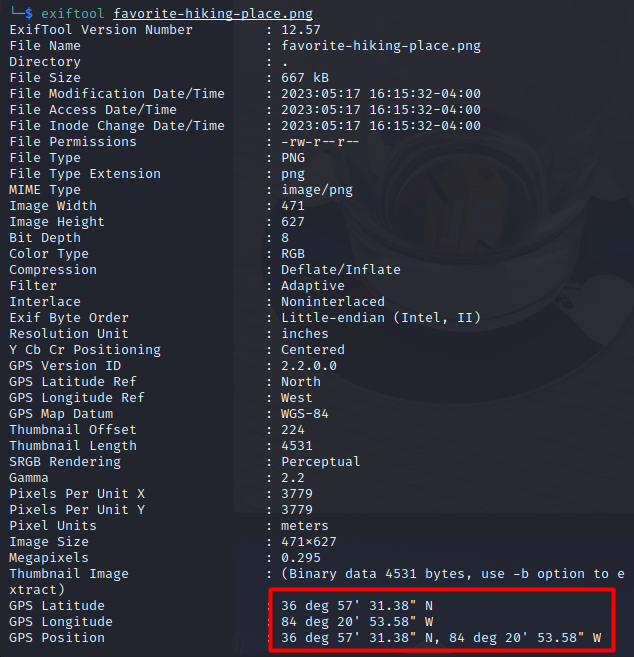 └─$ exiftool favorite-hiking-place.png
ExifTool Version Number : 12.57
File Name : favorite-hiking-place.png
Directory : .
File Size : 667 kB
File Modification Date/Time : 2023:05:17 16:15:32-04:00
File Access Date/Time : 2023:05:17 16:15:32-04:00
File Inode Change Date/Time : 2023:05:17 16:15:32-04:00
File Permissions : -rw-r--r--
File Type : PNG
File Type Extension : png
MIME Type : image/png
Image Width : 471
Image Height : 627
Bit Depth : 8
Color Type : RGB
Compression : Deflate/Inflate
Filter : Adaptive
Interlace : Noninterlaced
Exif Byte Order : Little-endian (Intel, II)
Resolution Unit : inches
Y Cb Cr Positioning : Centered
GPS Version ID : 2.2.0.0
GPS Latitude Ref : North
GPS Longitude Ref : West
GPS Map Datum : WGS-84
Thumbnail Offset : 224
Thumbnail Length : 4531
SRGB Rendering : Perceptual
Gamma : 2.2
Pixels Per Unit X : 3779
Pixels Per Unit Y : 3779
Pixel Units : meters
Image Size : 471×627
Megapixels : 0.295
Thumbnail Image : (Binary data 4531 bytes, use -b option to e
xtract)
GPS Latitude : 36 deg 57' 31.38" N
GPS Longitude : 84 deg 20' 53.58" W
GPS Position : 36 deg 57' 31.38" N, 84 deg 20' 53.58" W